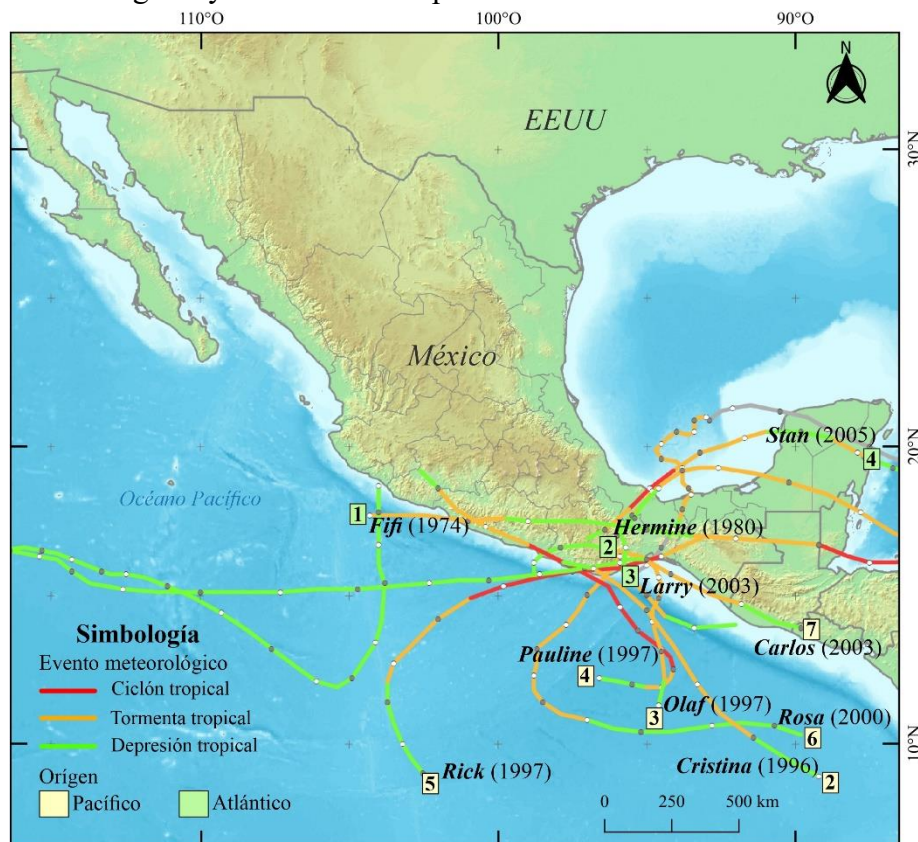 110°O
100°O
90°O
N
EEUU
30°N
México
Océano Pacífico
20°N
Stan (2005)
4
1
Fifi (1974)
Hermine (1980)
2
3
Larry (2003)
7
Carlos (2003)
Pauline (1997)
4
Olaf (1997)
3
Rosa (2000)
6
10°N
Cristina (1996)
2
Rick (1997)
5
Simbología
Evento meteorológico
Ciclón tropical
Tormenta tropical
Depresión tropical
Orígen
Pacífico
Atlántico
0 250 500 km